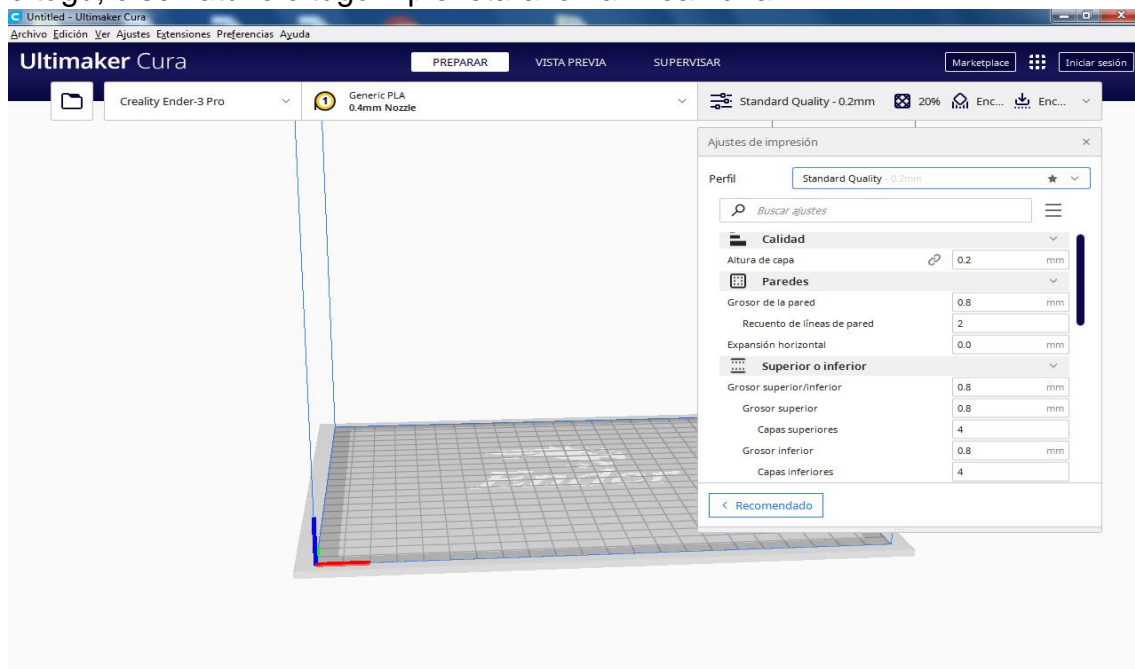 Untitled - Ultimaker Cura
Archivo Edición Ver Ajustes Extensiones Preferencias Ayuda
Ultimaker Cura PREPARAR VISTA PREVIA SUPERVISAR Marketplace Iniciar sesión
Creality Ender-3 Pro 1 Generic PLA
0.4mm Nozzle
Standard Quality - 0.2mm 20% Enc... Enc...
Ajustes de impresión
Perfil Standard Quality - 0.2mm
Buscar ajustes
Calidad
Altura de capa 0.2 mm
Paredes
Grosor de la pared 0.8 mm
Recuento de líneas de pared 2
Expansión horizontal 0.0 mm
Superior o inferior
Grosor superior/inferior 0.8 mm
Grosor superior 0.8 mm
Capas superiores 4
Grosor inferior 0.8 mm
Capas inferiores 4
< Recomendado
Ender